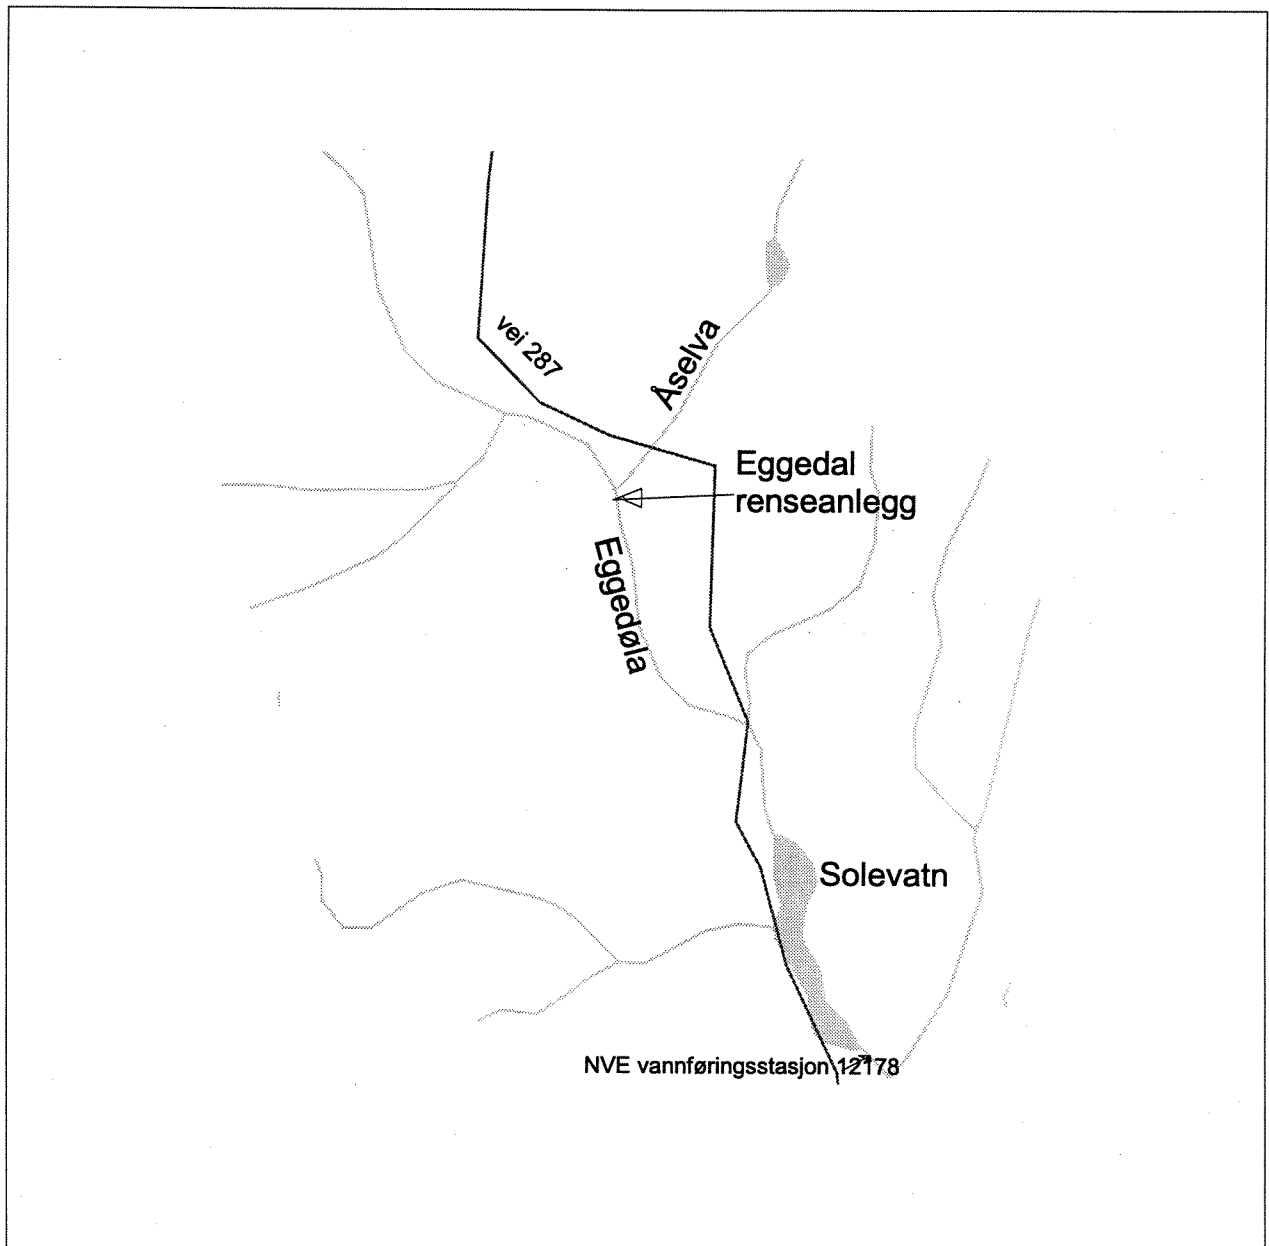 vei 287
Åselva
Eggedal
renseanlegg
Eggedøla
Solevatn
NVE vannføringsstasjon 12178